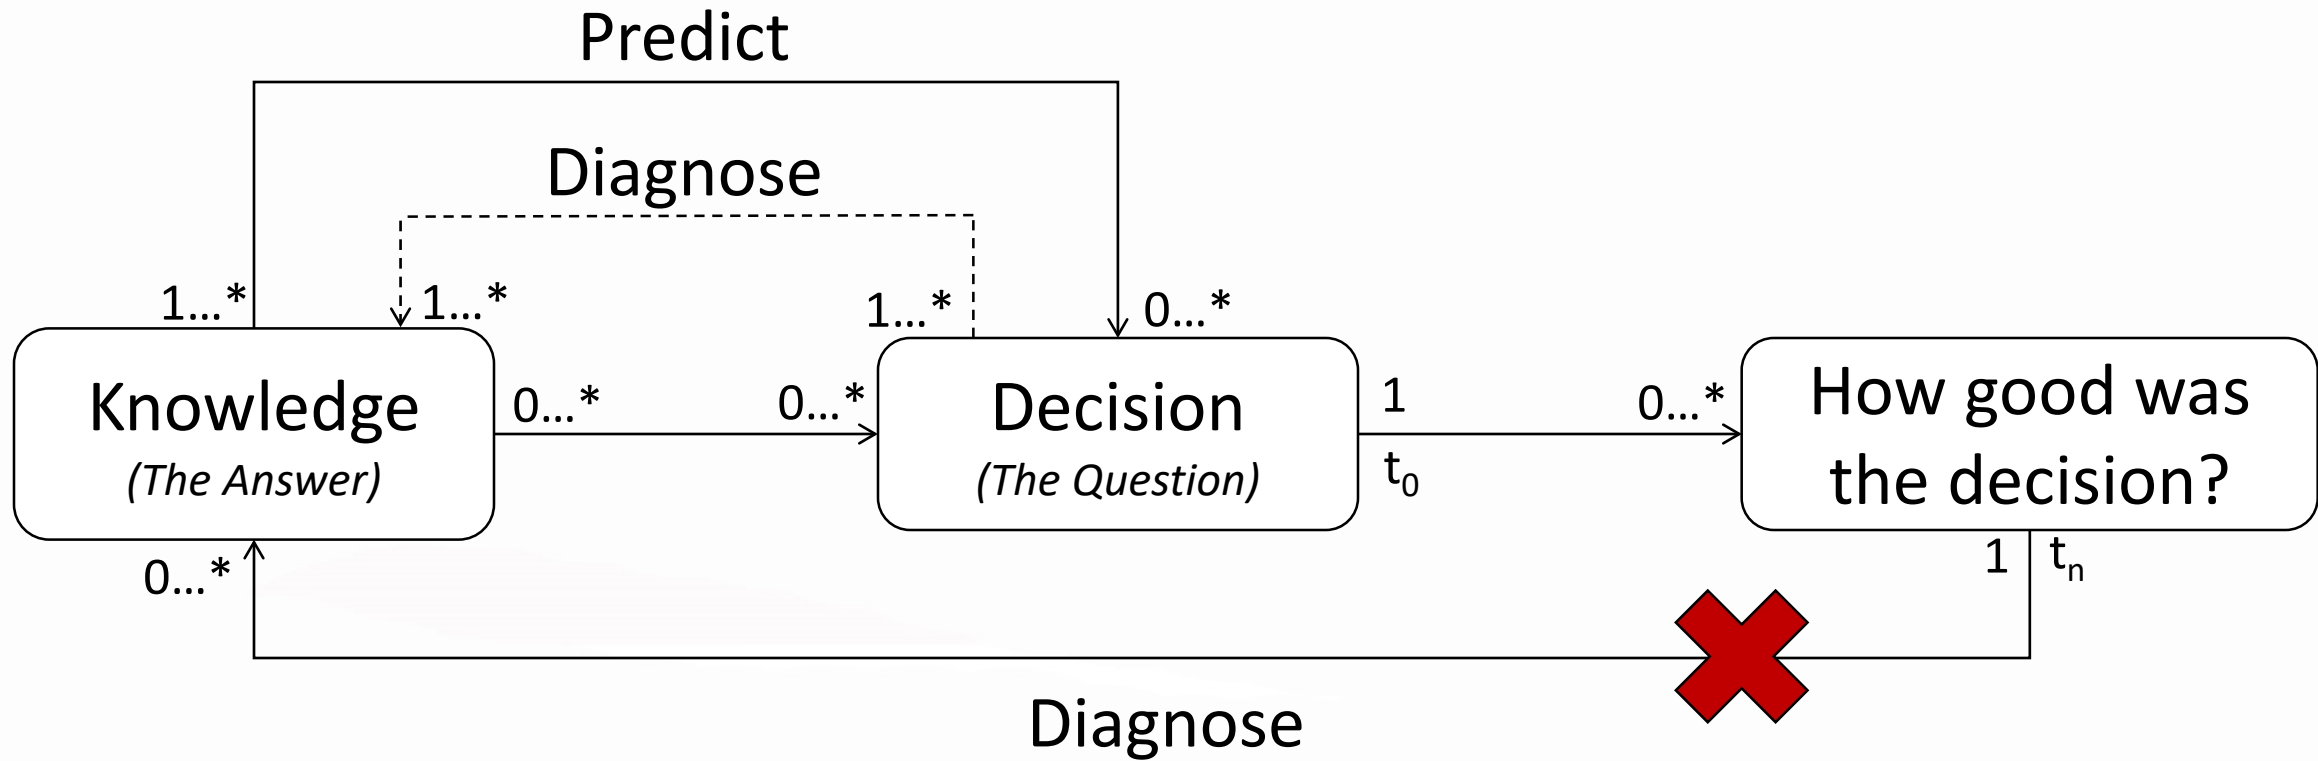 Predict
Diagnose
1...*
1...*
1...*
0...*
Knowledge
(The Answer)
0...*
0...*
Decision
(The Question)
1
t₀
0...*
How good was
the decision?
0...*
1
tₙ
Diagnose